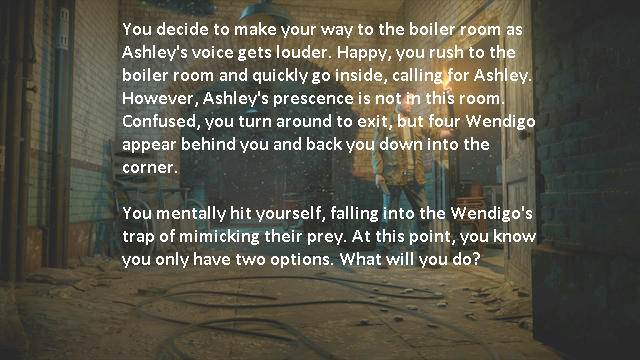 You decide to make your way to the boiler room as
Ashley's voice gets louder. Happy, you rush to the
boiler room and quickly go inside, calling for Ashley.
However, Ashley's prescence is not in this room.
Confused, you turn around to exit, but four Wendigo
appear behind you and back you down into the
corner.
You mentally hit yourself, falling into the Wendigo's
trap of mimicking their prey. At this point, you know
you only have two options. What will you do?